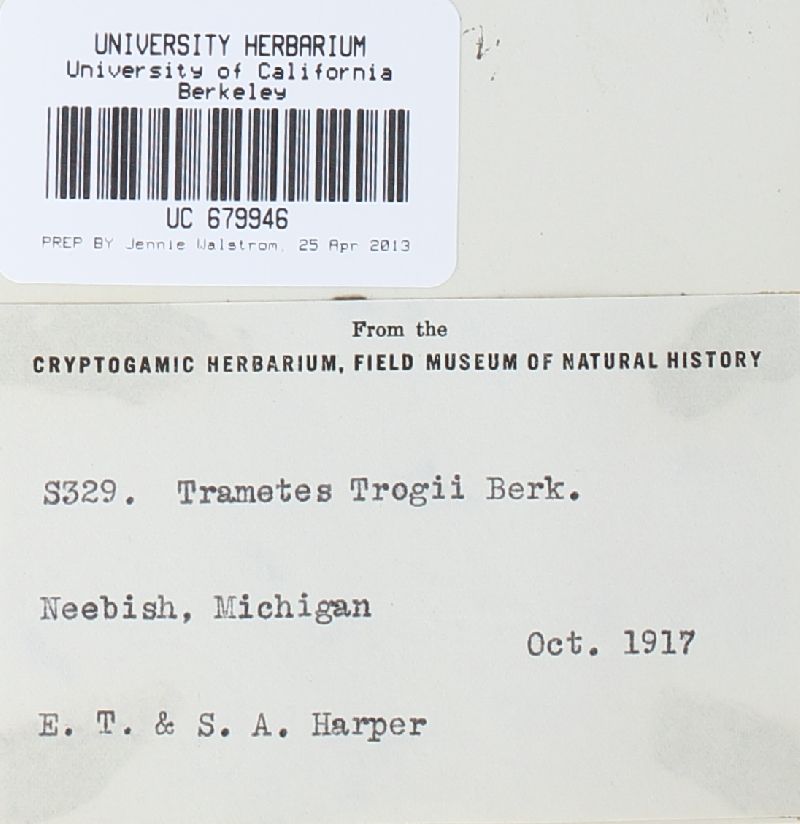 UNIVERSITY HERBARIUM
University of California
Berkeley
UC 679946
PREP BY Jennie Walstrom, 25 Apr 2013
From the
CRYPTOGAMIC HERBARIUM, FIELD MUSEUM OF NATURAL HISTORY
S329. Trametes Trogii Berk.
Neebish, Michigan
Oct. 1917
E. T. & S. A. Harper